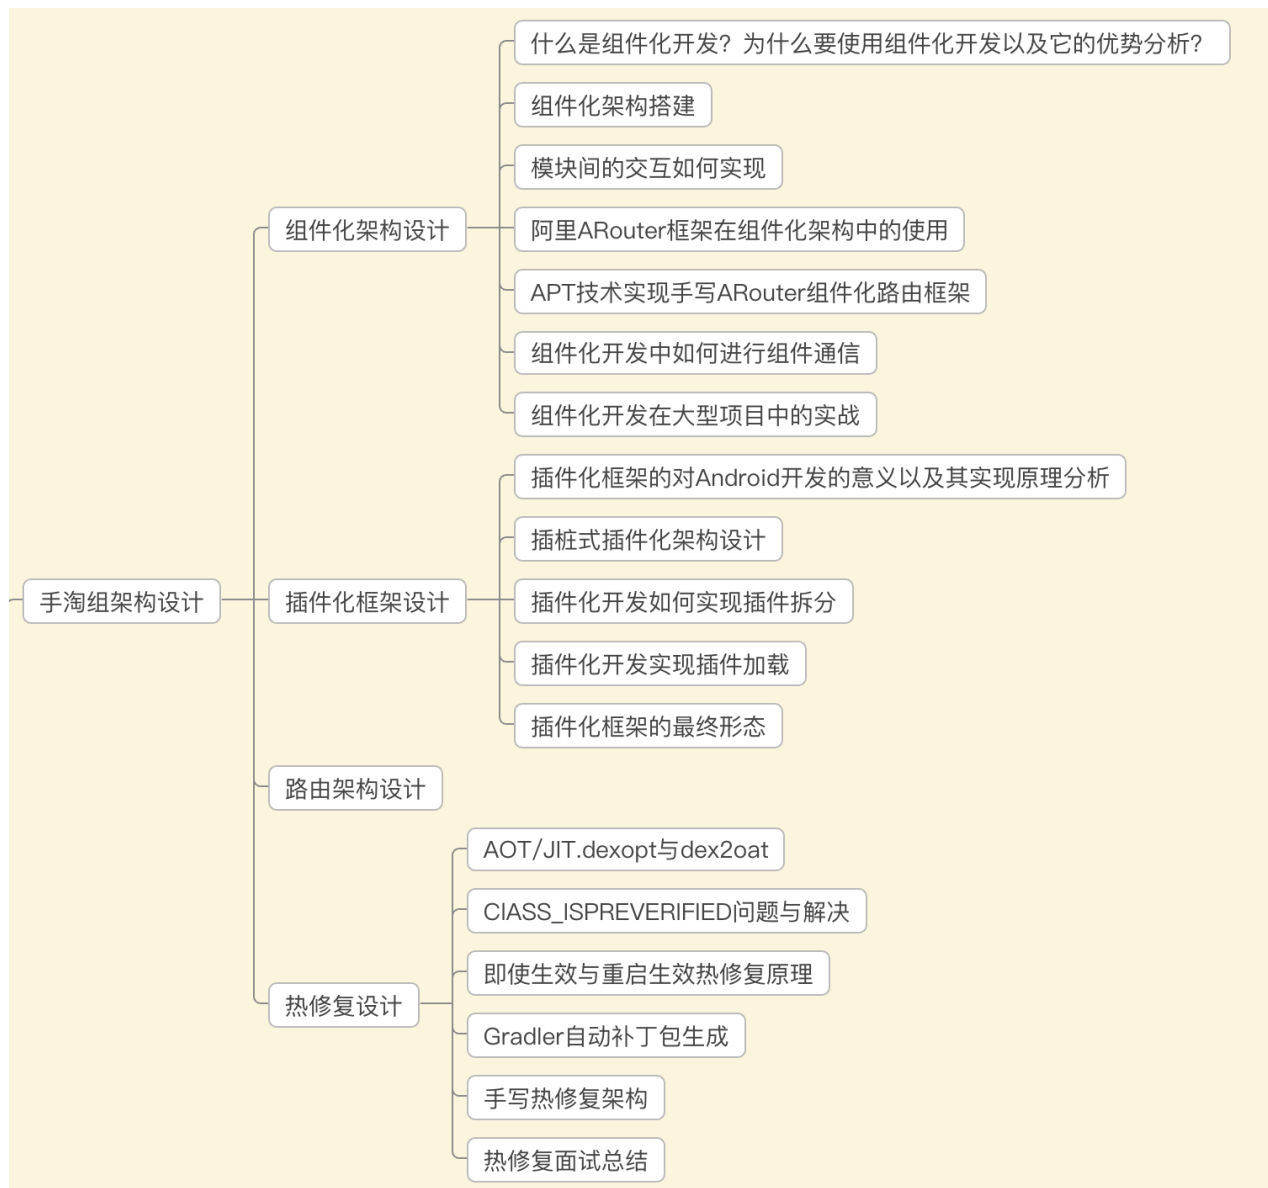 什么是组件化开发？为什么要使用组件化开发以及它的优势分析？
组件化架构搭建
模块间的交互如何实现
组件化架构设计
阿里ARouter框架在组件化架构中的使用
APT技术实现手写ARouter组件化路由框架
组件化开发中如何进行组件通信
组件化开发在大型项目中的实战
插件化框架的对Android开发的意义以及其实现原理分析
插桩式插件化架构设计
手淘组架构设计
插件化框架设计
插件化开发如何实现插件拆分
插件化开发实现插件加载
插件化框架的最终形态
路由架构设计
AOT/JIT.dexopt与dex2oat
ClASS_ISPREVERIFIED问题与解决
即使生效与重启生效热修复原理
热修复设计
Gradler自动补丁包生成
手写热修复架构
热修复面试总结